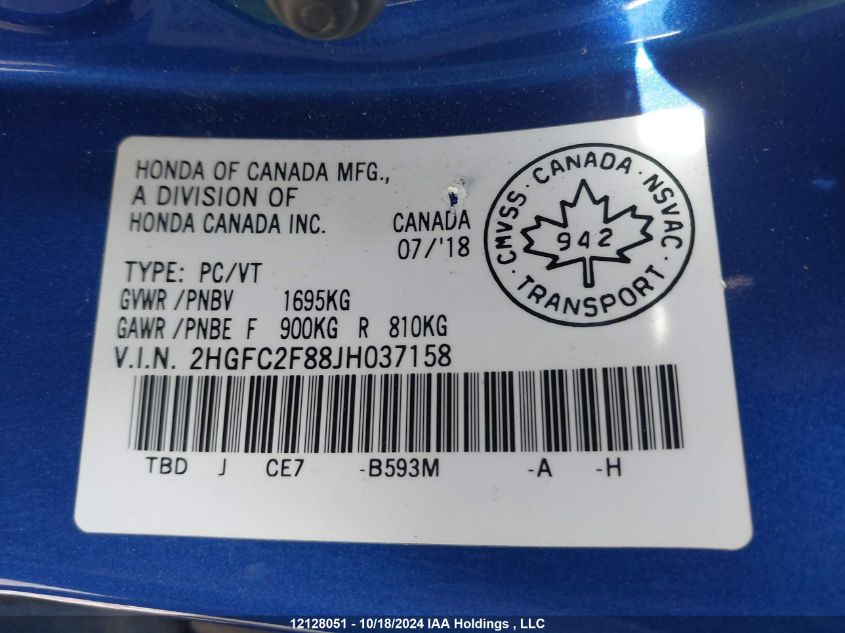 HONDA OF CANADA MFG.,
A DIVISION OF
HONDA CANADA INC.
CANADA
07/'18
CMVSS · CANADA · NSVAC · TRANSPORT ·
942
TYPE: PC/VT
GVWR /PNBV 1695KG
GAWR /PNBE F 900KG R 810KG
V.I.N. 2HGFC2F88JH037158
TBD J CE7 -B593M -A -H
12128051 - 10/18/2024 IAA Holdings , LLC